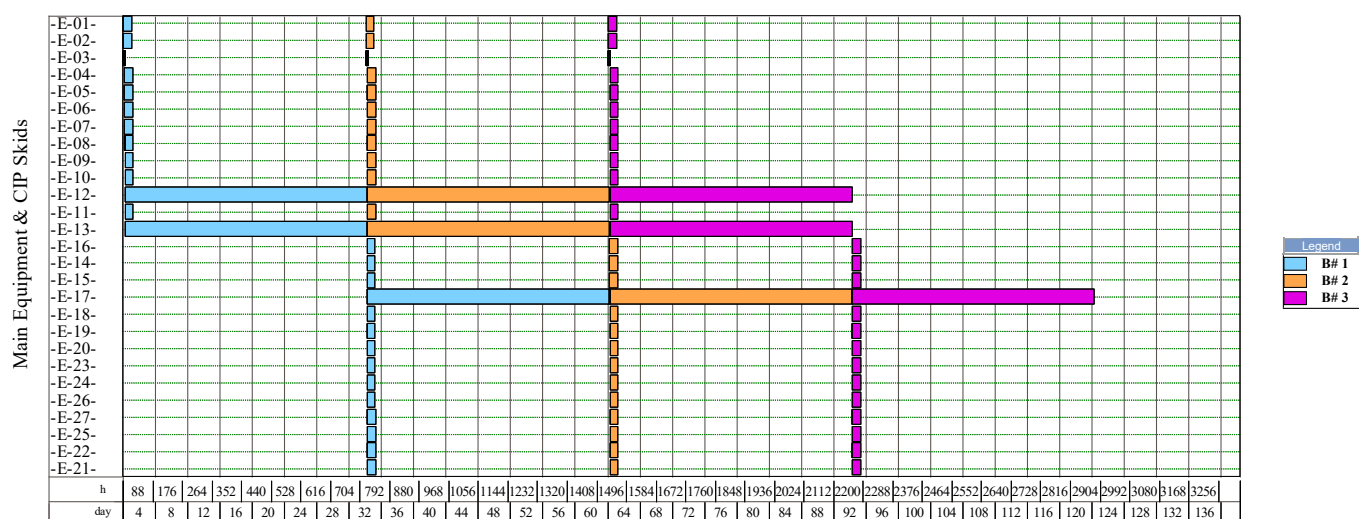 Main Equipment & CIP Skids
-E-01-
-E-02-
-E-03-
-E-04-
-E-05-
-E-06-
-E-07-
-E-08-
-E-09-
-E-10-
-E-12-
-E-11-
-E-13-
-E-16-
-E-14-
-E-15-
-E-17-
-E-18-
-E-19-
-E-20-
-E-23-
-E-24-
-E-26-
-E-27-
-E-25-
-E-22-
-E-21-
h 88 176 264 352 440 528 616 704 792 880 968 1056 1144 1232 1320 1408 1496 1584 1672 1760 1848 1936 2024 2112 2200 2288 2376 2464 2552 2640 2728 2816 2904 2992 3080 3168 3256
day 4 8 12 16 20 24 28 32 36 40 44 48 52 56 60 64 68 72 76 80 84 88 92 96 100 104 108 112 116 120 124 128 132 136
Legend
B# 1
B# 2
B# 3